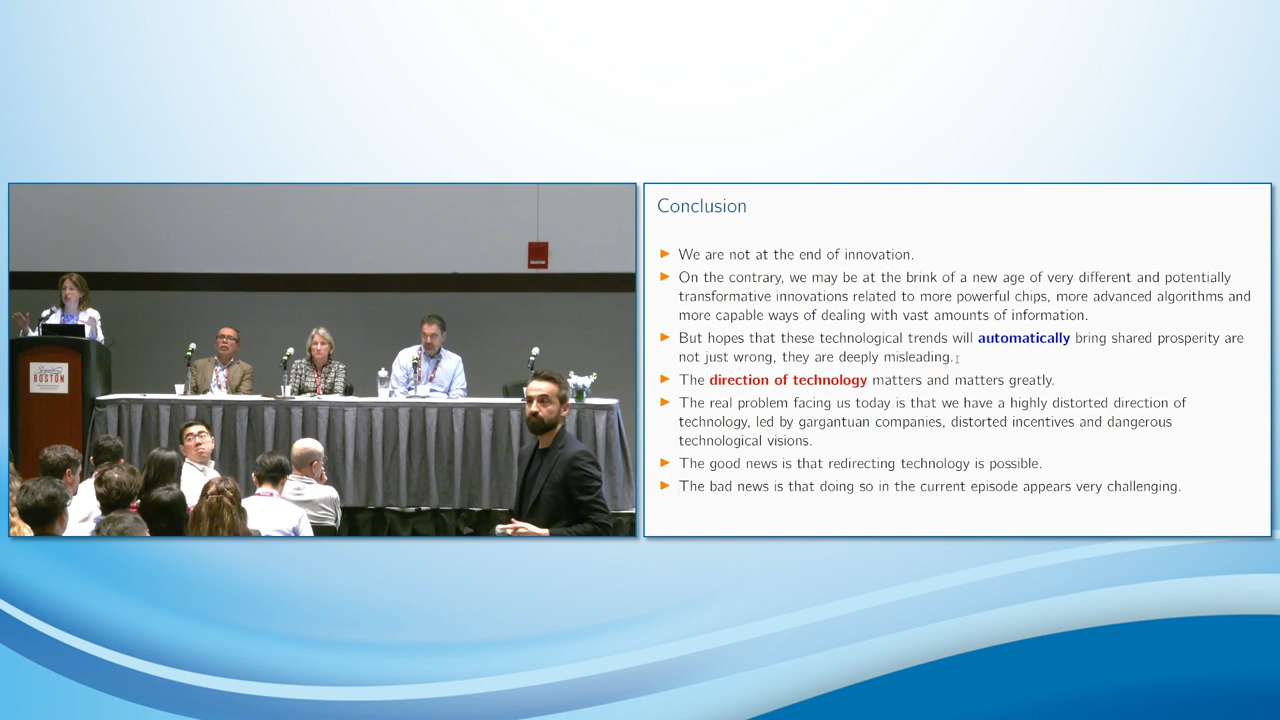 BOSTON
Conclusion
► We are not at the end of innovation.
► On the contrary, we may be at the brink of a new age of very different and potentially
transformative innovations related to more powerful chips, more advanced algorithms and
more capable ways of dealing with vast amounts of information.
► But hopes that these technological trends will automatically bring shared prosperity are
not just wrong, they are deeply misleading.
► The direction of technology matters and matters greatly.
► The real problem facing us today is that we have a highly distorted direction of
technology, led by gargantuan companies, distorted incentives and dangerous
technological visions.
► The good news is that redirecting technology is possible.
► The bad news is that doing so in the current episode appears very challenging.